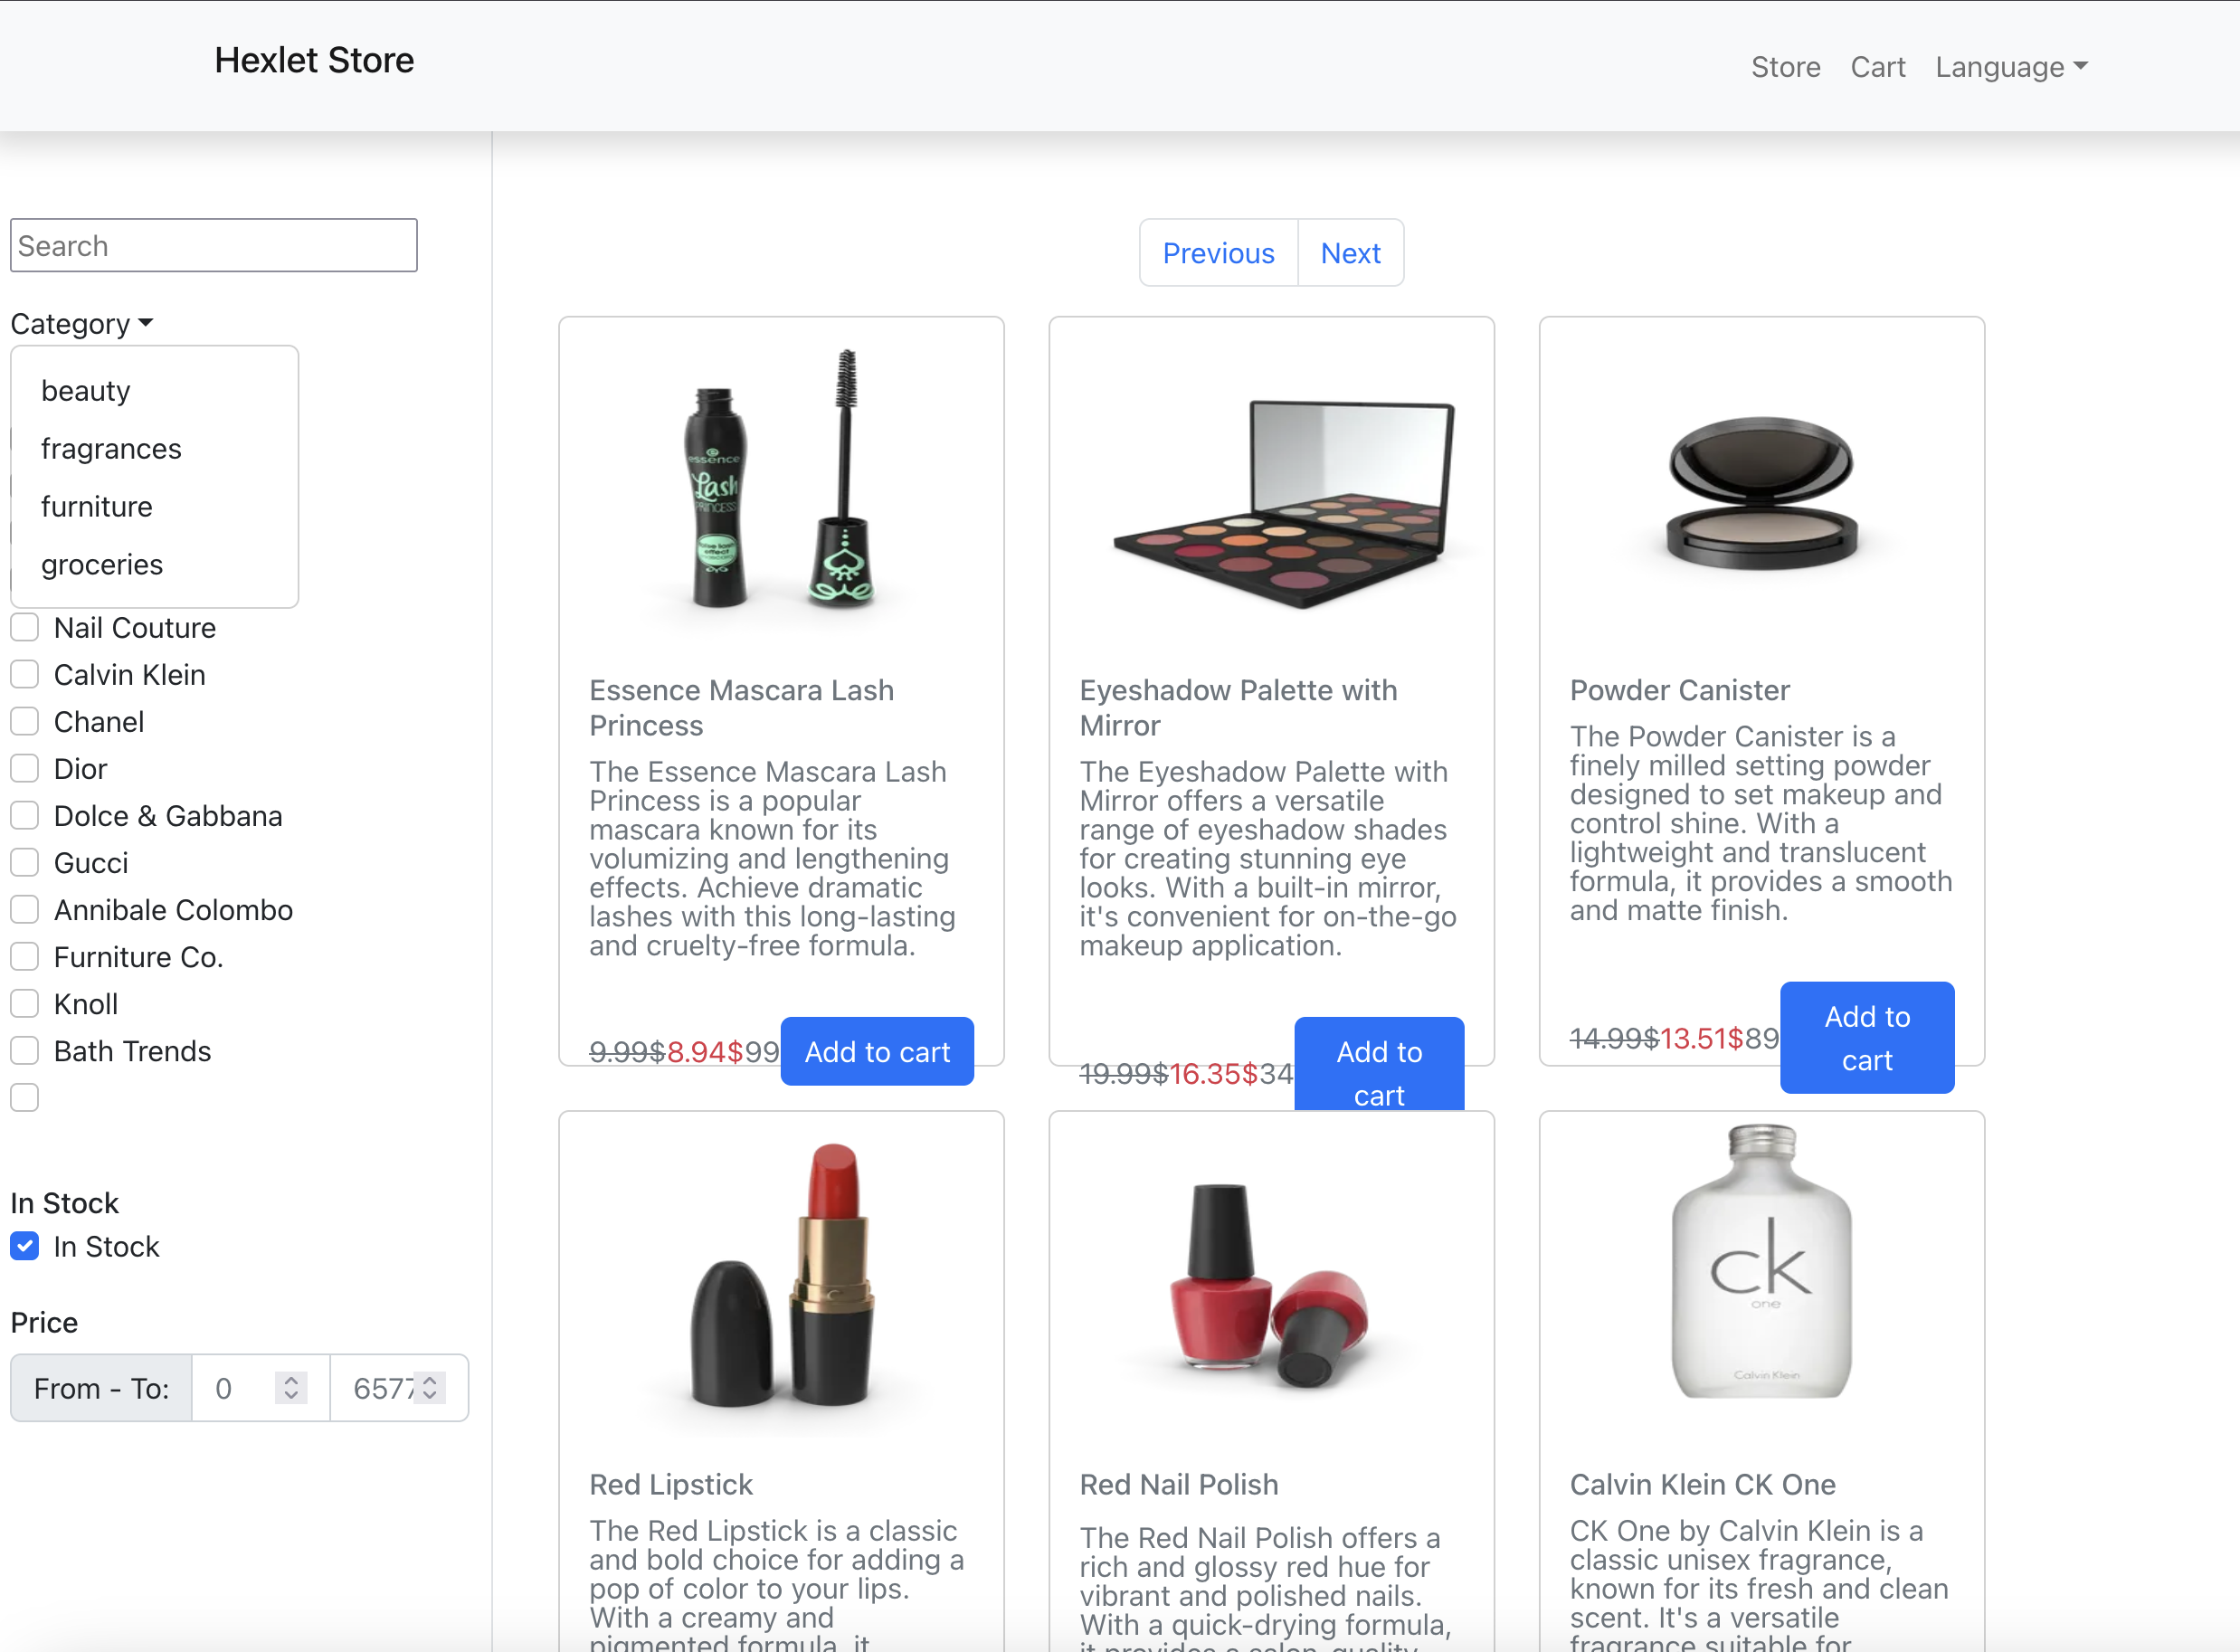 Hexlet Store
Store Cart Language
Search
Category
beauty
fragrances
furniture
groceries
Nail Couture
Calvin Klein
Chanel
Dior
Dolce & Gabbana
Gucci
Annibale Colombo
Furniture Co.
Knoll
Bath Trends
In Stock
In Stock
Price
From - To: 0 6577
Previous Next
essence
Lash
PRINCESS
Essence Mascara Lash
Princess
The Essence Mascara Lash
Princess is a popular
mascara known for its
volumizing and lengthening
effects. Achieve dramatic
lashes with this long-lasting
and cruelty-free formula.
9.99$8.94$99 Add to cart
Eyeshadow Palette with
Mirror
The Eyeshadow Palette with
Mirror offers a versatile
range of eyeshadow shades
for creating stunning eye
looks. With a built-in mirror,
it's convenient for on-the-go
makeup application.
19.99$16.35$34 Add to
cart
Powder Canister
The Powder Canister is a
finely milled setting powder
designed to set makeup and
control shine. With a
lightweight and translucent
formula, it provides a smooth
and matte finish.
14.99$13.51$89 Add to
cart
Red Lipstick
The Red Lipstick is a classic
and bold choice for adding a
pop of color to your lips.
With a creamy and
pigmented formula, it
Red Nail Polish
The Red Nail Polish offers a
rich and glossy red hue for
vibrant and polished nails.
With a quick-drying formula,
it provides a salon-quality
ck
one
Calvin Klein
Calvin Klein CK One
CK One by Calvin Klein is a
classic unisex fragrance,
known for its fresh and clean
scent. It's a versatile
fragrance suitable for